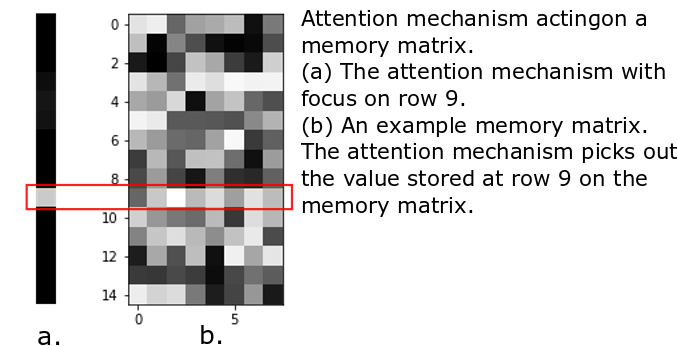 Attention mechanism actingon a
memory matrix.
(a) The attention mechanism with
focus on row 9.
(b) An example memory matrix.
The attention mechanism picks out
the value stored at row 9 on the
memory matrix.
0
2
4
6
8
10
12
14
0 5
a. b.